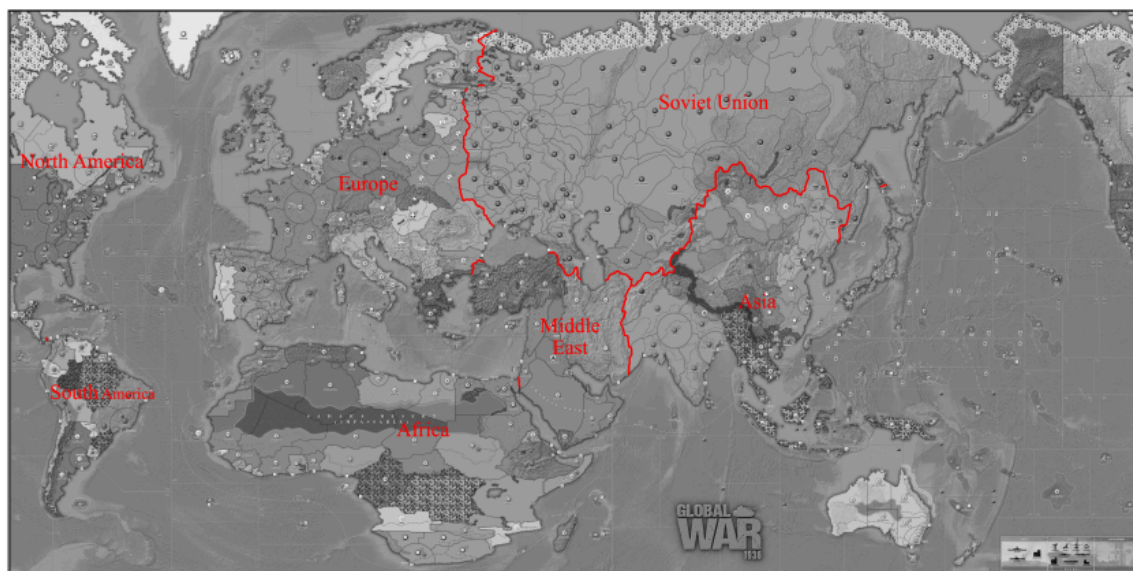 Soviet Union
North America
Europe
Asia
Middle
East
South America
Africa
GLOBAL
WAR